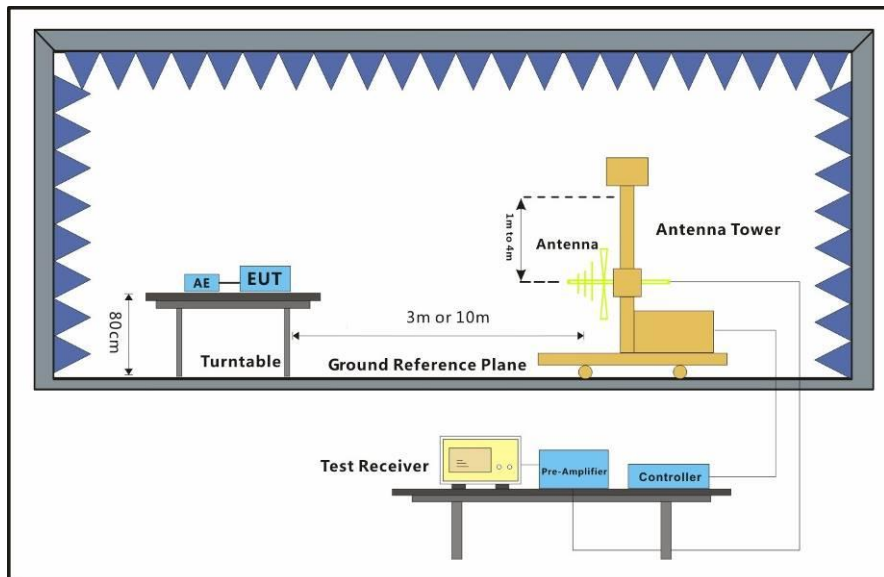 1m to 4m
Antenna
Antenna Tower
AE
EUT
80cm
3m or 10m
Turntable
Ground Reference Plane
Test Receiver
Pre-Amplifier
Controller